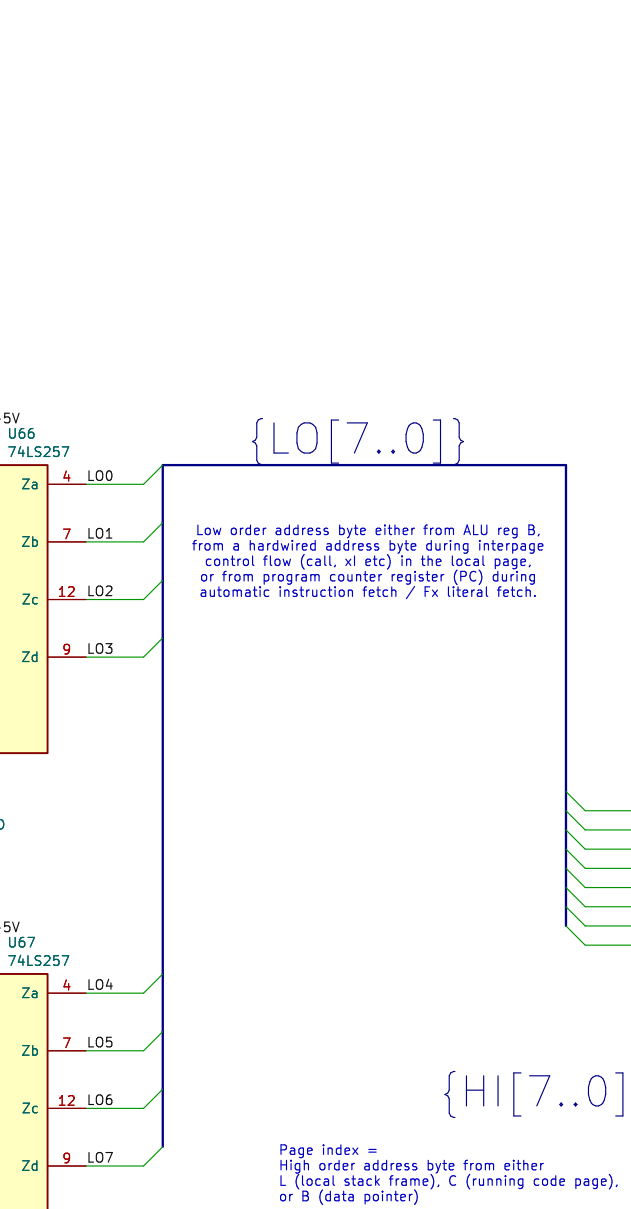 5V
U66
74LS257
{LO[7..0]}
Za 4 LO0
Zb 7 LO1
Zc 12 LO2
Zd 9 LO3
Low order address byte either from ALU reg B,
from a hardwired address byte during interpage
control flow (call, xl etc) in the local page,
or from program counter register (PC) during
automatic instruction fetch / Fx literal fetch.
5V
U67
74LS257
Za 4 LO4
Zb 7 LO5
Zc 12 LO6
Zd 9 LO7
{HI[7..0]
Page index =
High order address byte from either
L (local stack frame), C (running code page),
or B (data pointer)